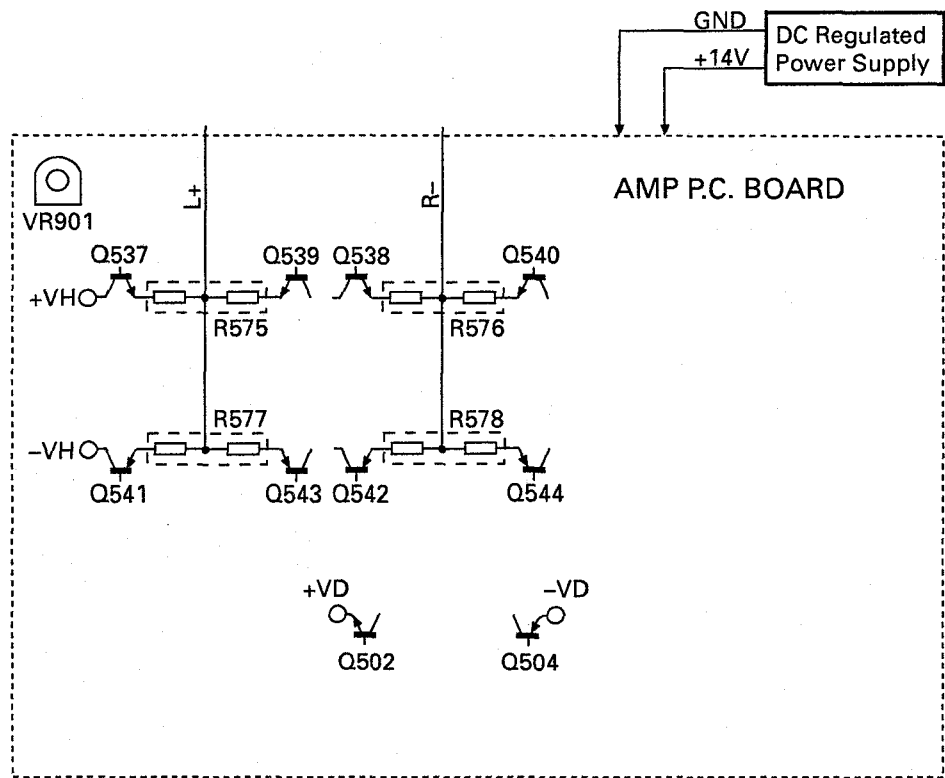 GND
+14V
DC Regulated
Power Supply
AMP P.C. BOARD
VR901
L+
R–
Q537
Q539
Q538
Q540
+VH
R575
R576
R577
R578
–VH
Q541
Q543
Q542
Q544
+VD
–VD
Q502
Q504